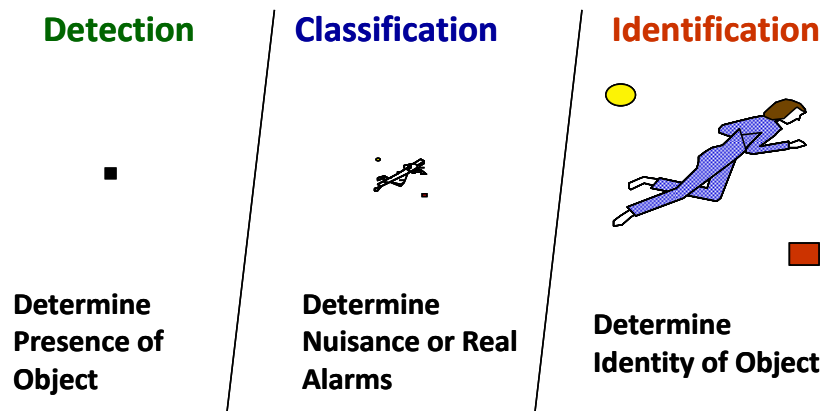 Detection
Classification
Identification
Determine
Presence of
Object
Determine
Nuisance or Real
Alarms
Determine
Identity of Object